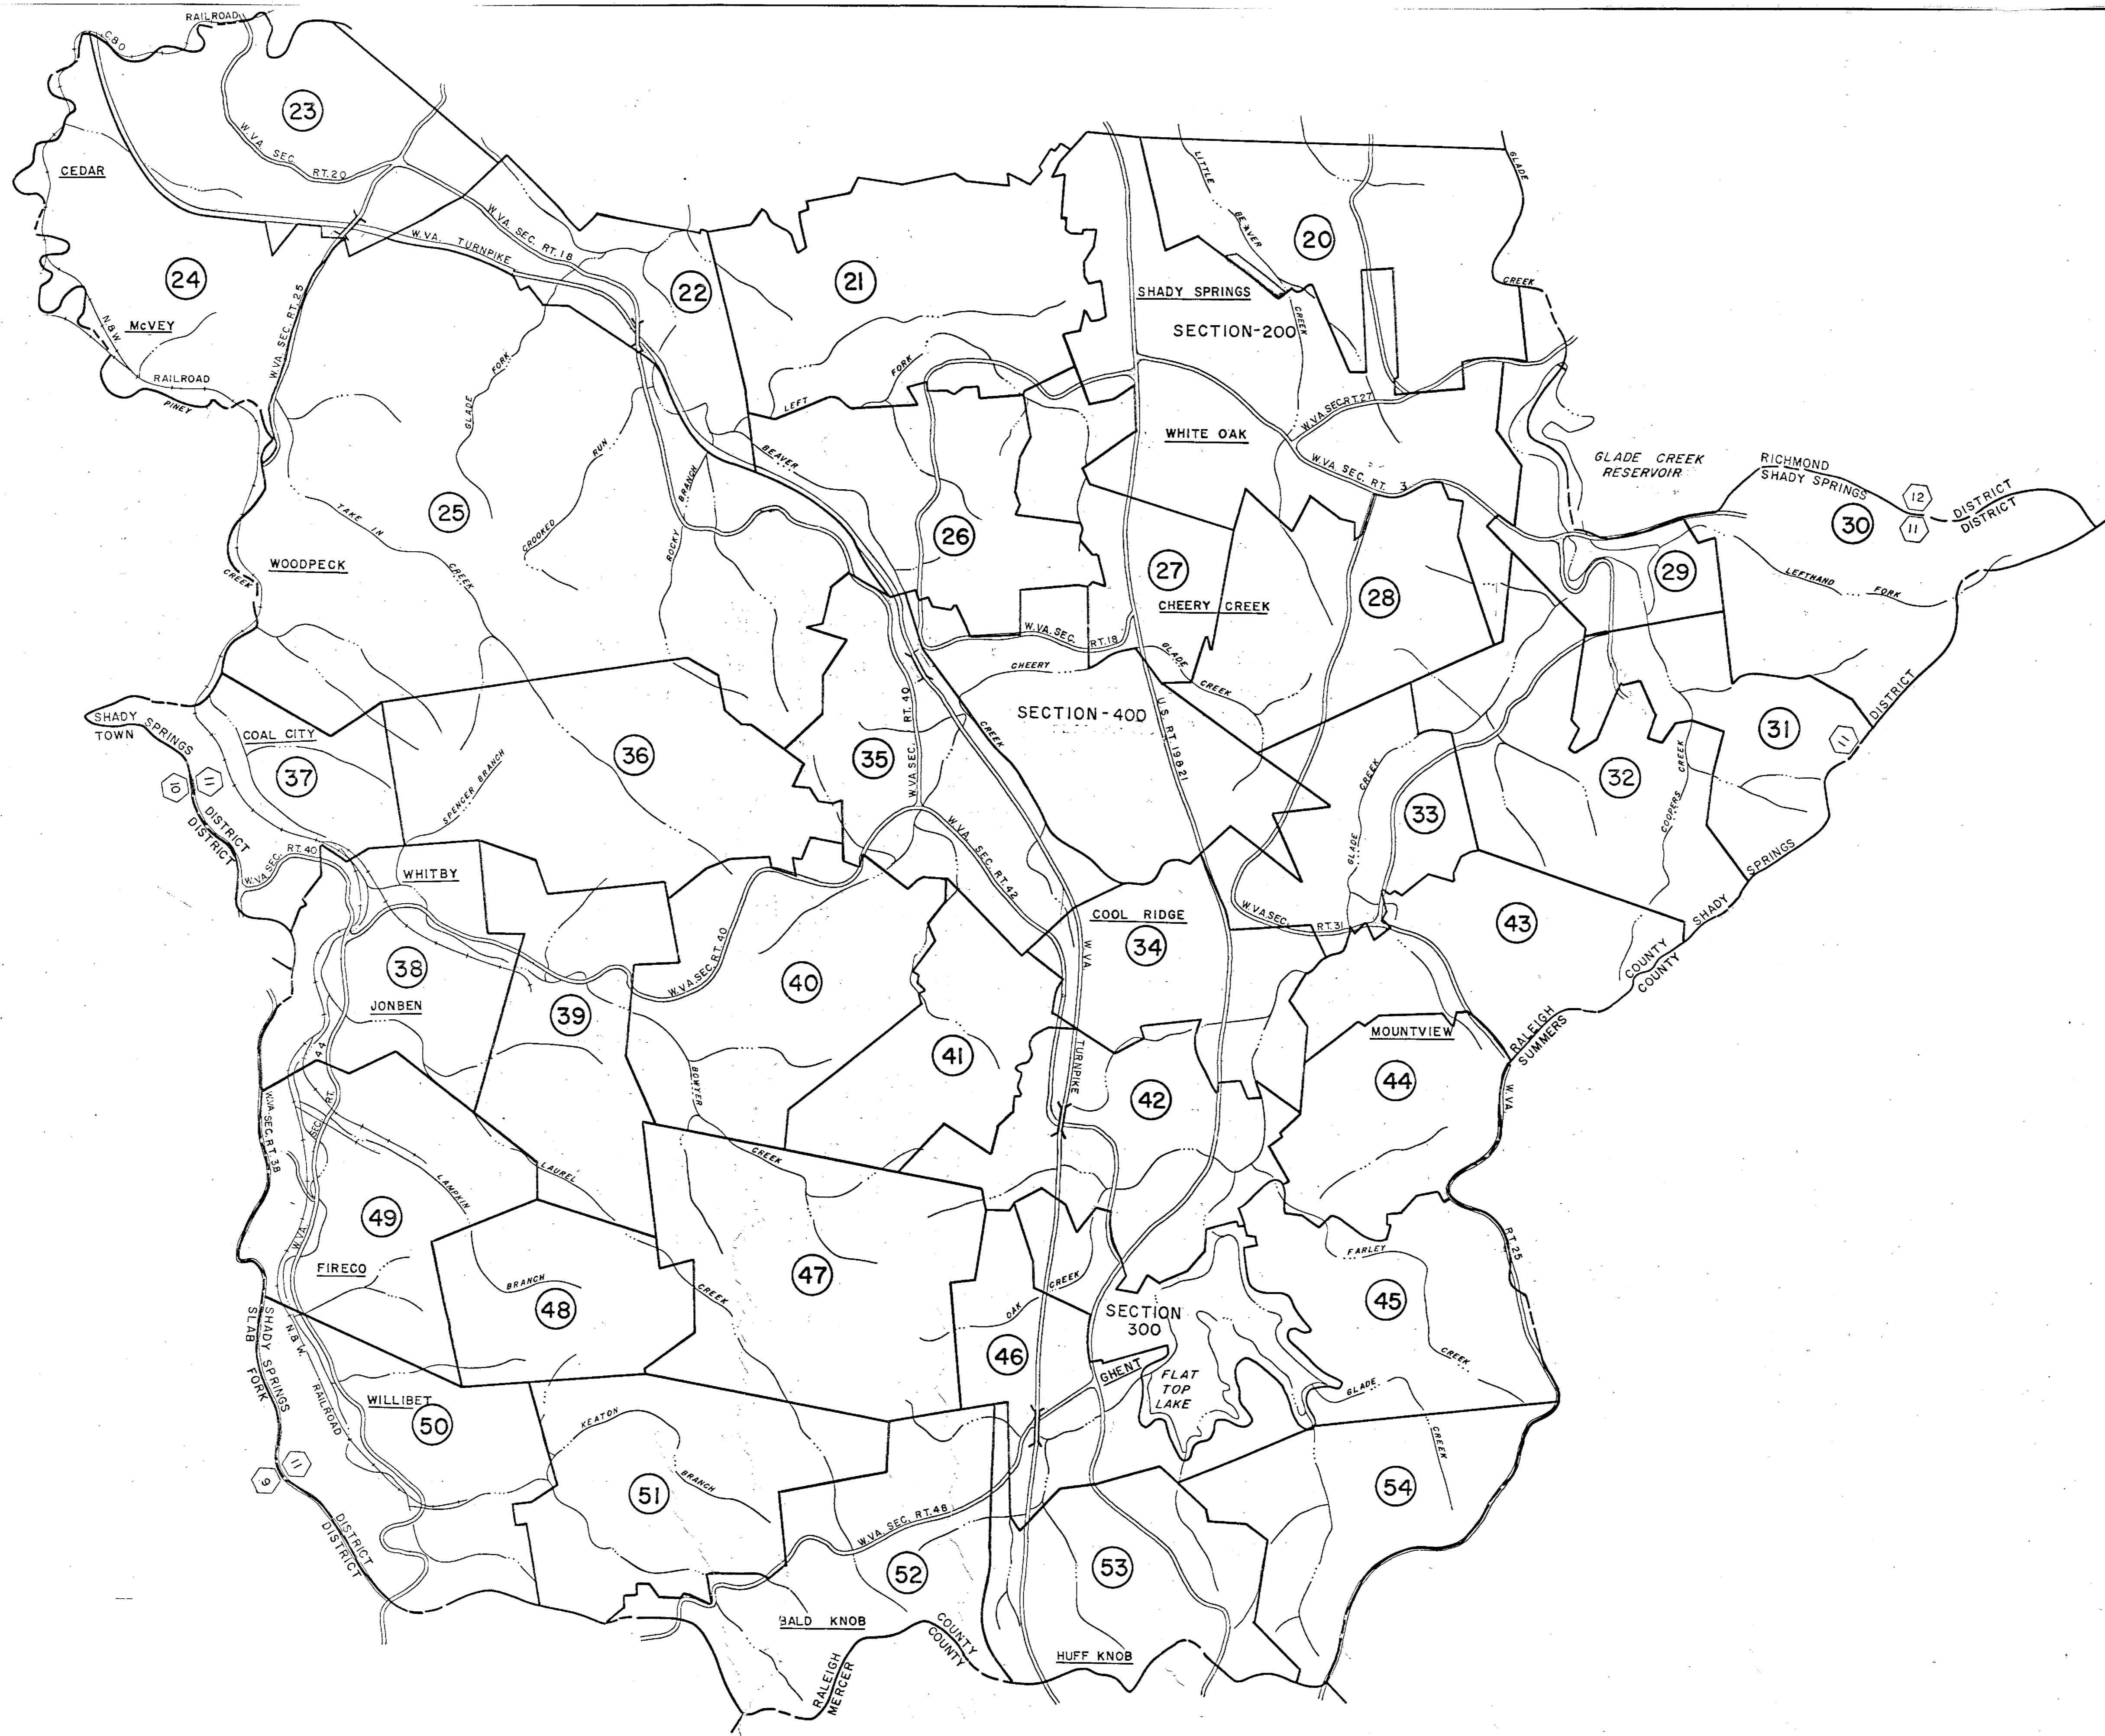 RAILROAD
C&O
23
W. VA. SEC. RT. 20
CEDAR
W. VA. SEC. RT. 18
W. VA. TURNPIKE
24
McVEY
N.&W.
RAILROAD
PINEY
W. VA. SEC. RT. 25
22
21
LITTLE
BEAVER
CREEK
20
GLADE
CREEK
SHADY SPRINGS
SECTION-200
GLADE
FORK
LEFT
FORK
W. VA. SEC. RT. 27
WHITE OAK
W. VA. SEC. RT. 3
GLADE CREEK
RESERVOIR
RICHMOND
SHADY SPRINGS
12
11
DISTRICT
DISTRICT
30
25
TAKE IN
CREEK
CROOKED
RUN
ROCKY
BRANCH
BEAVER
26
WOODPECK
CREEK
27
CHEERY CREEK
28
29
LEFTHAND
FORK
W. VA. SEC. RT. 18
CHEERY
CREEK
GLADE
CREEK
SHADY SPRINGS
TOWN
10
11
DISTRICT
DISTRICT
COAL CITY
37
36
SPENCER BRANCH
35
W. VA. SEC. RT. 40
SECTION-400
U.S. RT. 19&21
31
11
DISTRICT
32
COOPERS
CREEK
33
GLADE
CREEK
W. VA. SEC. RT. 40
WHITBY
W. VA. SEC. RT. 42
COOL RIDGE
34
W. VA. SEC. RT. 31
SPRINGS
SHADY
43
COUNTY
COUNTY
38
JONBEN
39
W. VA. SEC. RT. 40
40
41
W. VA.
TURNPIKE
MOUNTVIEW
44
RALEIGH
SUMMERS
42
BOWYER
CREEK
W. VA. SEC. RT. 44
W. VA. SEC. RT. 38
LAMPKIN
BRANCH
LAUREL
CREEK
49
FIRECO
48
47
W. VA.
RT. 25
FARLEY
CREEK
45
OAK
CREEK
SECTION
300
46
GHENT
FLAT
TOP
LAKE
GLADE
CREEK
SHADY SPRINGS
SLAB FORK
N.&W.
RAILROAD
WILLIBET
50
KEATON
BRANCH
51
9
11
DISTRICT
DISTRICT
W. VA. SEC. RT. 48
52
53
54
BALD KNOB
COUNTY
COUNTY
RALEIGH
MERCER
HUFF KNOB